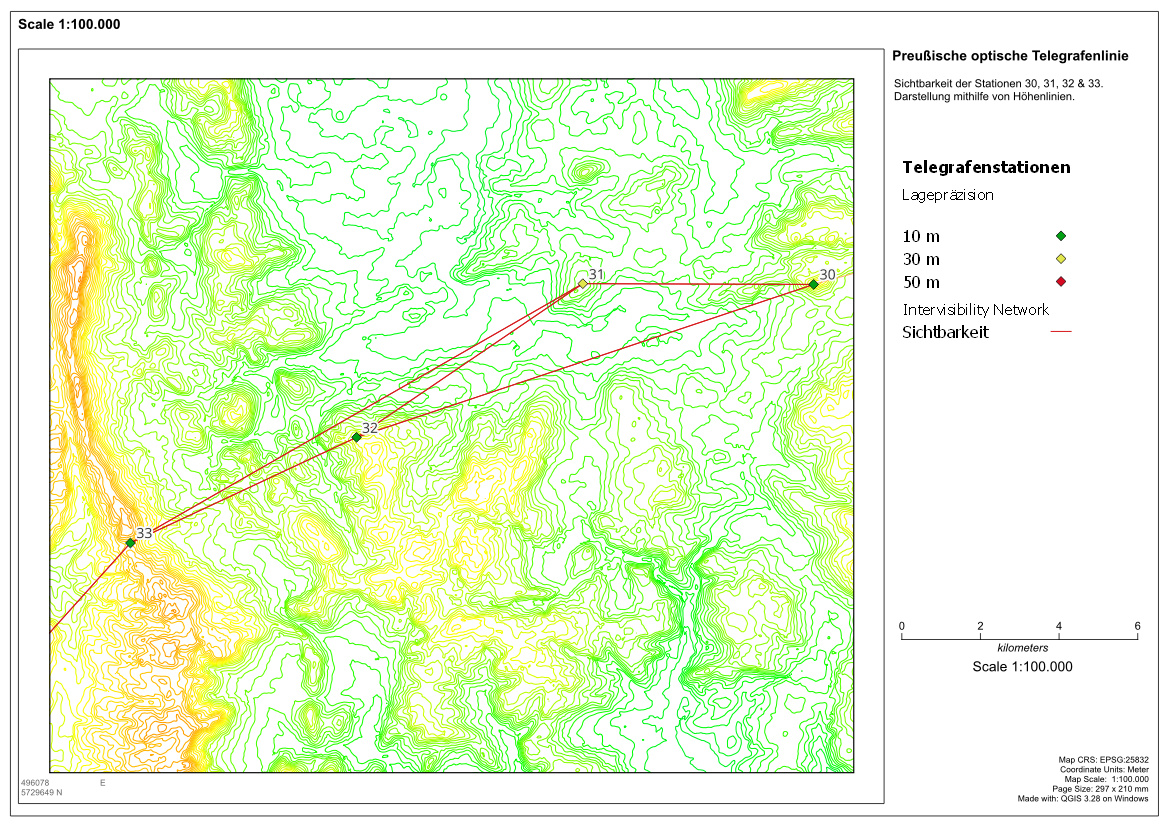 Scale 1:100.000
Preußische optische Telegrafenlinie
Sichtbarkeit der Stationen 30, 31, 32 & 33.
Darstellung mithilfe von Höhenlinien.
Telegrafenstationen
Lagepräzision
10 m
30 m
50 m
Intervisibility Network
Sichtbarkeit
31
30
32
33
0 2 4 6
kilometers
Scale 1:100.000
Map CRS: EPSG:25832
Coordinate Units: Meter
Map Scale: 1:100.000
Page Size: 297 x 210 mm
Made with: QGIS 3.28 on Windows
496078 E
5729649 N